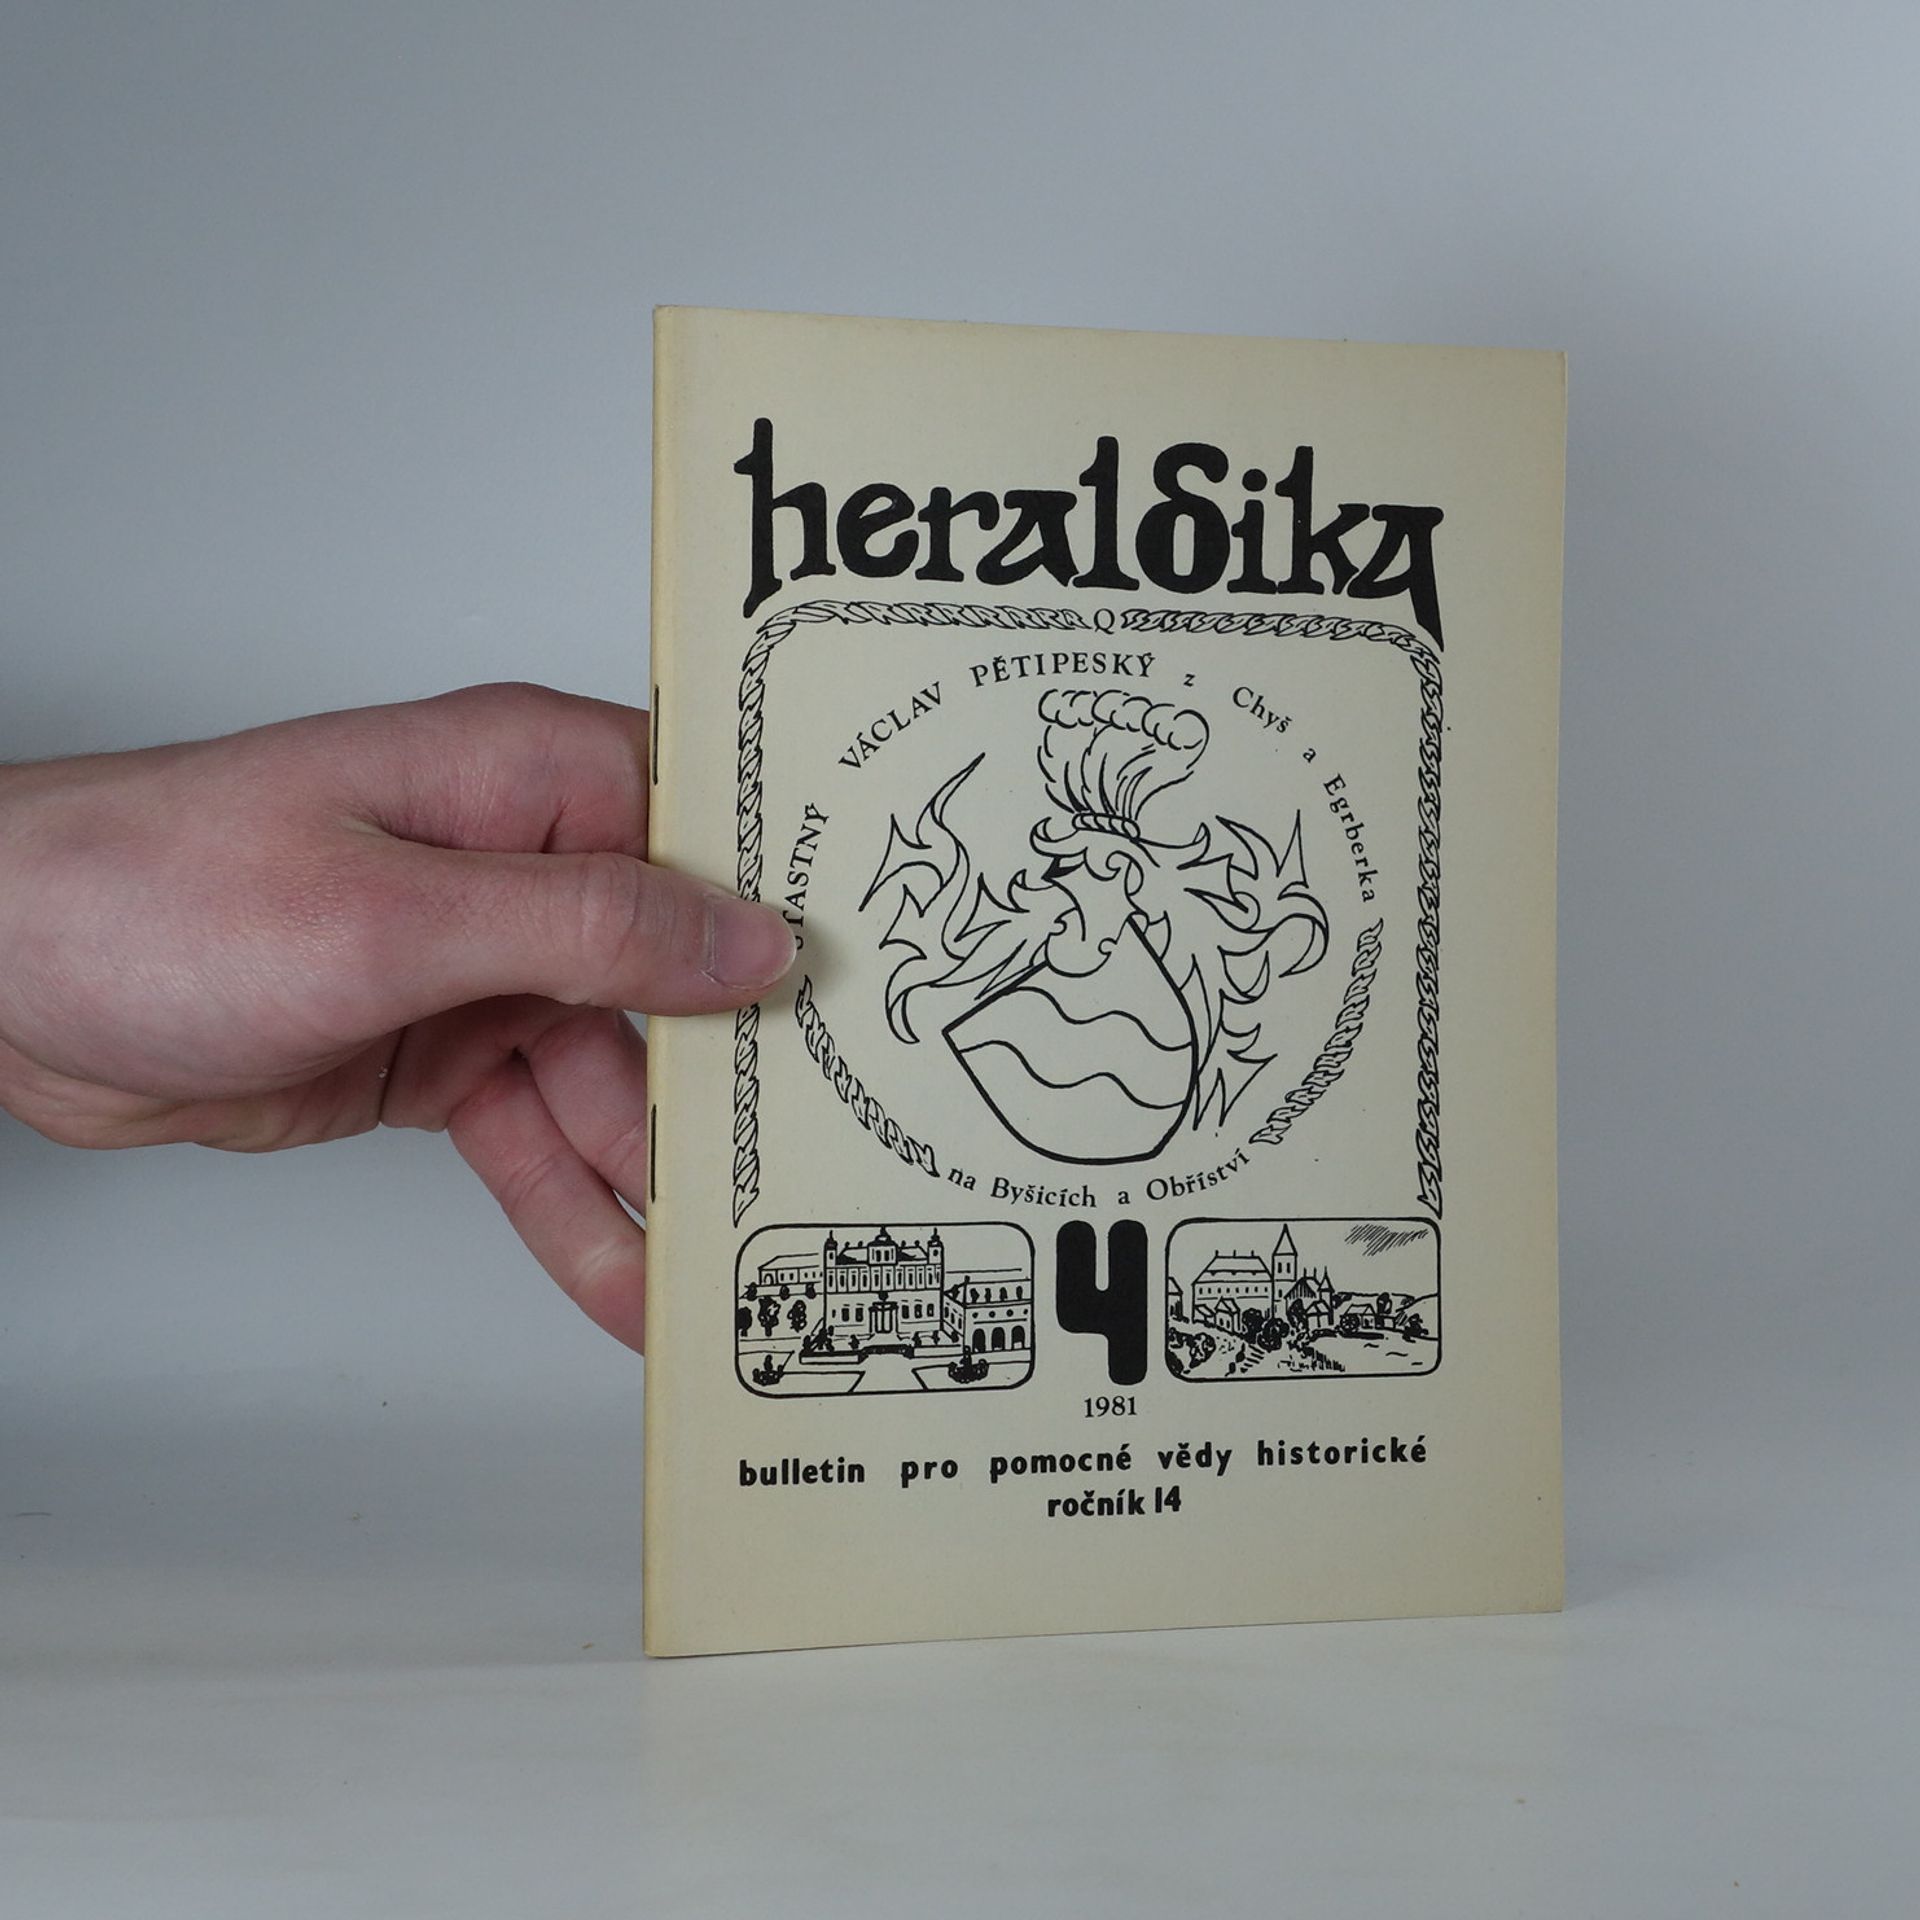 heraldika
Q
ŠŤASTNÝ VÁCLAV PĚTIPESKÝ z Chyš a Egrberka
na Byšicích a Obříství
4
1981
bulletin pro pomocné vědy historické
ročník 14